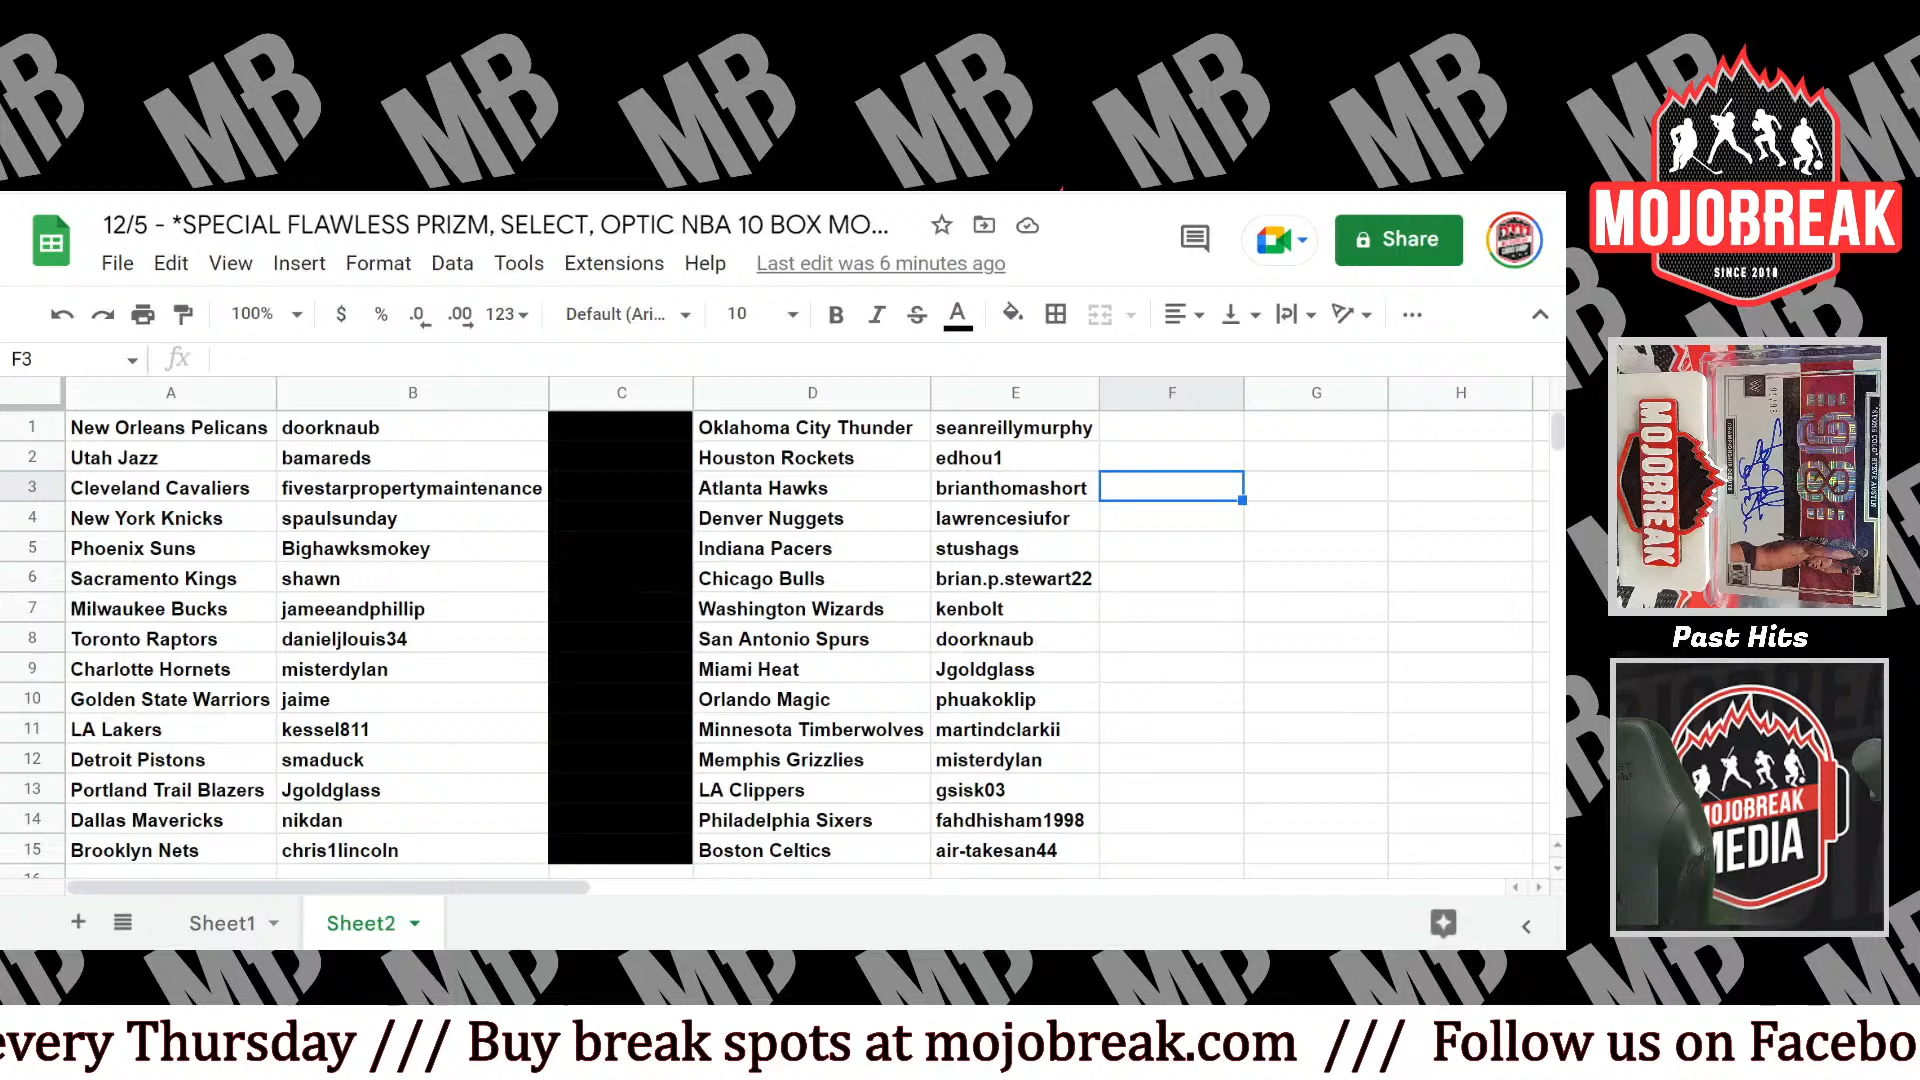 12/5 - *SPECIAL FLAWLESS PRIZM, SELECT, OPTIC NBA 10 BOX MO...
File Edit View Insert Format Data Tools Extensions Help Last edit was 6 minutes ago
Share
100% $ % .0 .00 123 Default (Ari... 10 B I S A
F3 fx
A B C D E F G H
1 New Orleans Pelicans doorknaub Oklahoma City Thunder seanreillymurphy
2 Utah Jazz bamareds Houston Rockets edhou1
3 Cleveland Cavaliers fivestarpropertymaintenance Atlanta Hawks brianthomashort
4 New York Knicks spaulsunday Denver Nuggets lawrencesiufor
5 Phoenix Suns Bighawksmokey Indiana Pacers stushags
6 Sacramento Kings shawn Chicago Bulls brian.p.stewart22
7 Milwaukee Bucks jameeandphillip Washington Wizards kenbolt
8 Toronto Raptors danieljlouis34 San Antonio Spurs doorknaub
9 Charlotte Hornets misterdylan Miami Heat Jgoldglass
10 Golden State Warriors jaime Orlando Magic phuakoklip
11 LA Lakers kessel811 Minnesota Timberwolves martindclarkii
12 Detroit Pistons smaduck Memphis Grizzlies misterdylan
13 Portland Trail Blazers Jgoldglass LA Clippers gsisk03
14 Dallas Mavericks nikdan Philadelphia Sixers fahdhisham1998
15 Brooklyn Nets chris1lincoln Boston Celtics air-takesan44
Sheet1 Sheet2
MOJOBREAK
SINCE 2018
MOJOBREAK
Past Hits
MOJOBREAK
MEDIA
every Thursday /// Buy break spots at mojobreak.com /// Follow us on Facebo